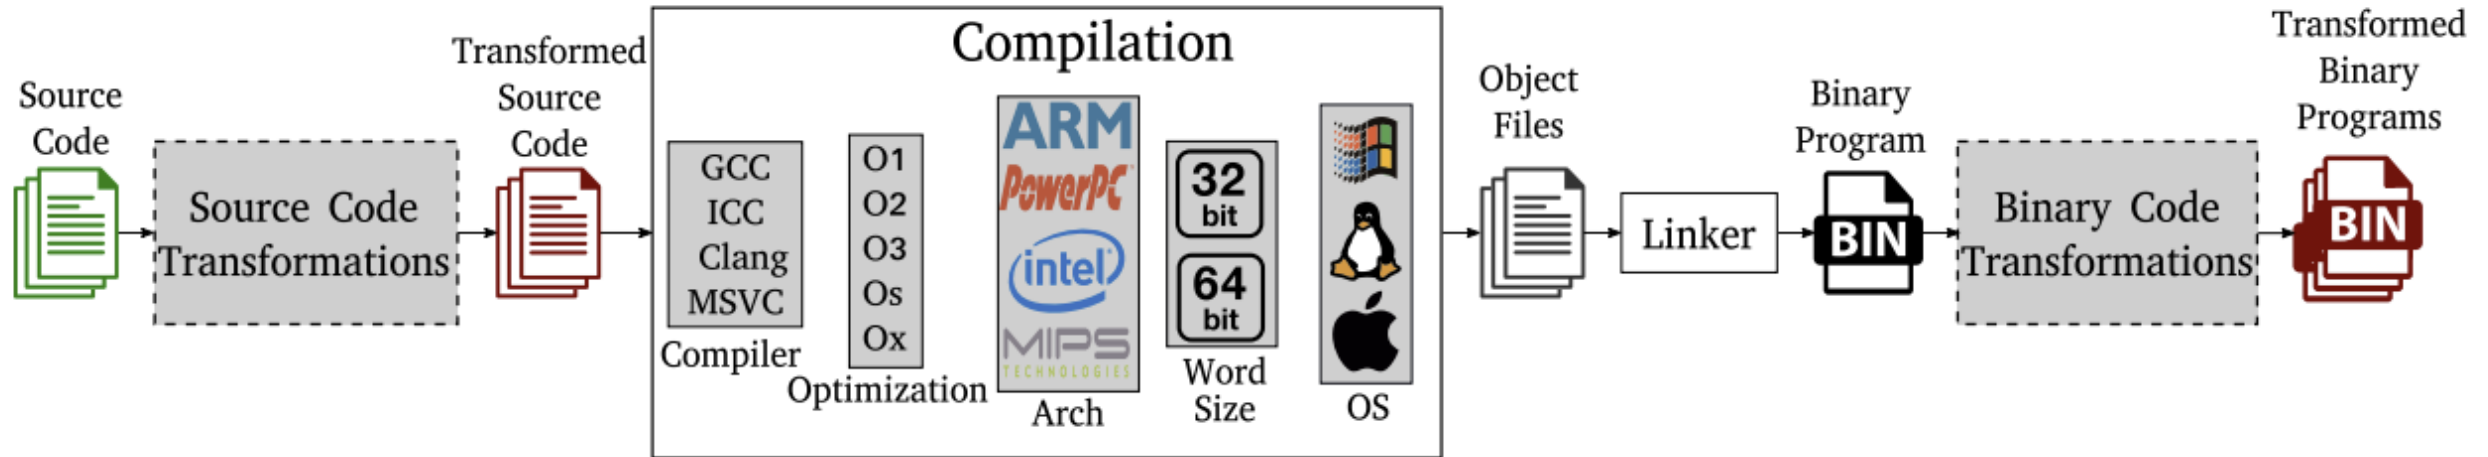 Source
Code
Source Code
Transformations
Transformed
Source
Code
Compilation
GCC
ICC
Clang
MSVC
Compiler
O1
O2
O3
Os
Ox
Optimization
ARM
PowerPC
intel
MIPS
TECHNOLOGIES
Arch
32
bit
64
bit
Word
Size
OS
Object
Files
Linker
Binary
Program
BIN
Binary Code
Transformations
Transformed
Binary
Programs
BIN